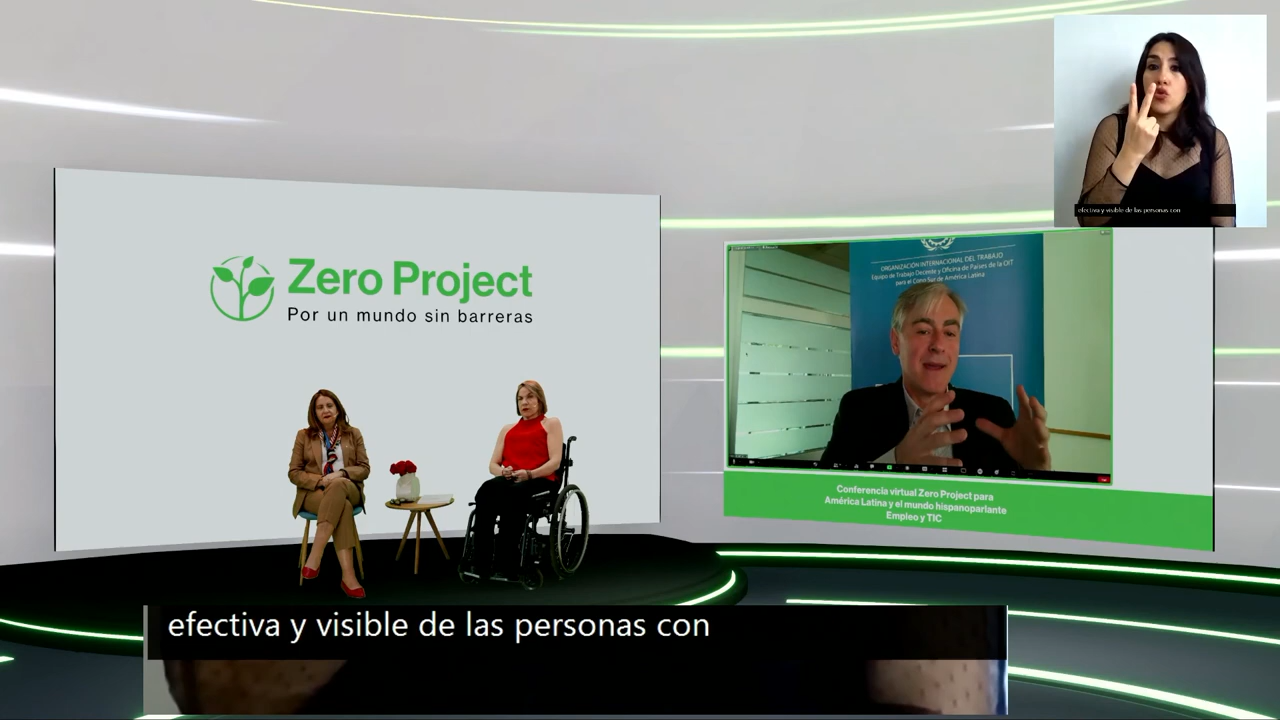 efectiva y visible de las personas con
Zero Project
Por un mundo sin barreras
ORGANIZACIÓN INTERNACIONAL DEL TRABAJO
Equipo de Trabajo Decente y Oficina de Países de la OIT
para el Cono Sur de América Latina
Conferencia virtual Zero Project para
América Latina y el mundo hispanoparlante
Empleo y TIC
efectiva y visible de las personas con